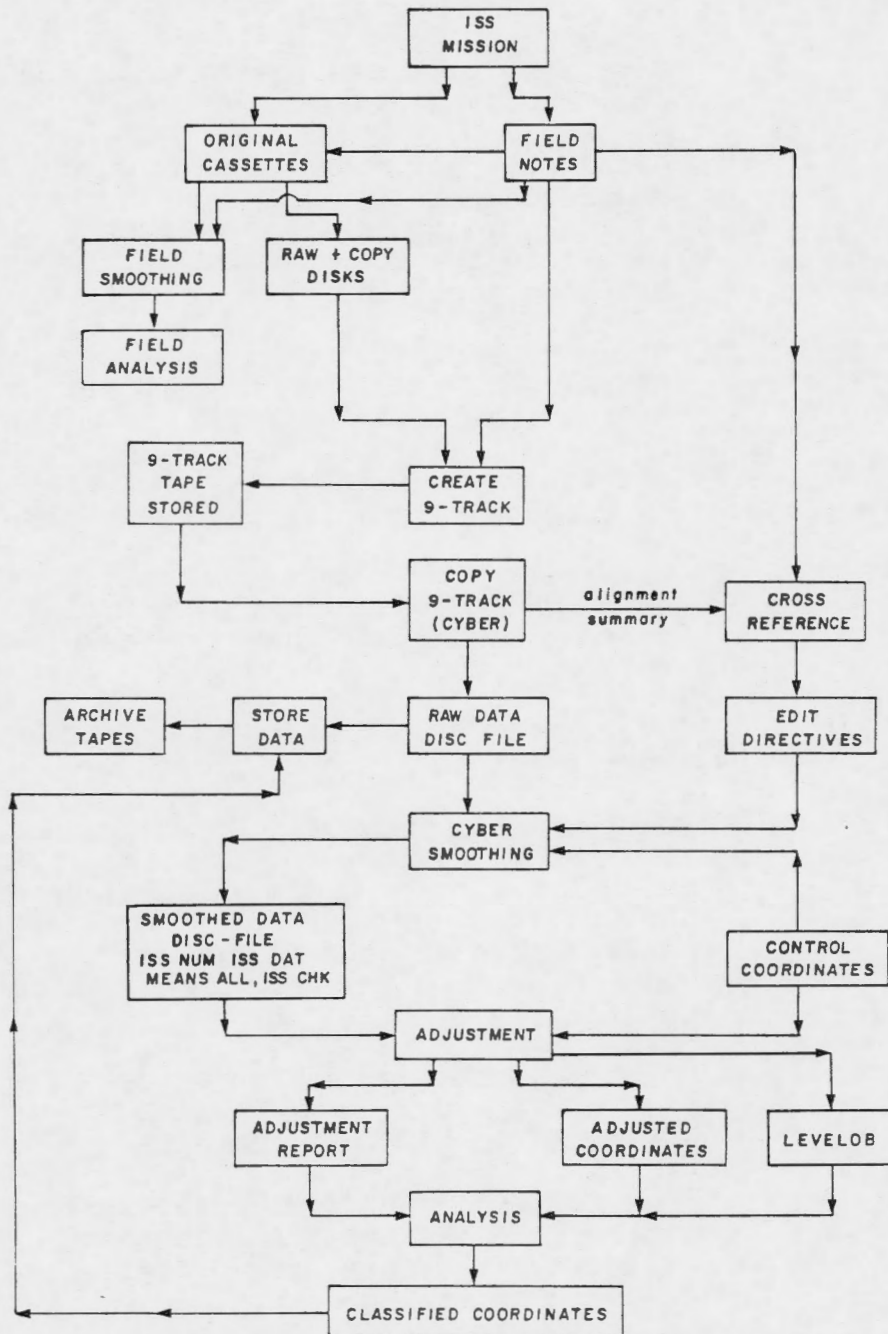 ISS
MISSION
ORIGINAL
CASSETTES
FIELD
NOTES
FIELD
SMOOTHING
RAW + COPY
DISKS
FIELD
ANALYSIS
9-TRACK
TAPE
STORED
CREATE
9-TRACK
COPY
9-TRACK
(CYBER)
alignment
summary
CROSS
REFERENCE
ARCHIVE
TAPES
STORE
DATA
RAW DATA
DISC FILE
EDIT
DIRECTIVES
CYBER
SMOOTHING
SMOOTHED DATA
DISC-FILE
ISS NUM ISS DAT
MEANS ALL, ISS CHK
CONTROL
COORDINATES
ADJUSTMENT
ADJUSTMENT
REPORT
ADJUSTED
COORDINATES
LEVELOB
ANALYSIS
CLASSIFIED COORDINATES